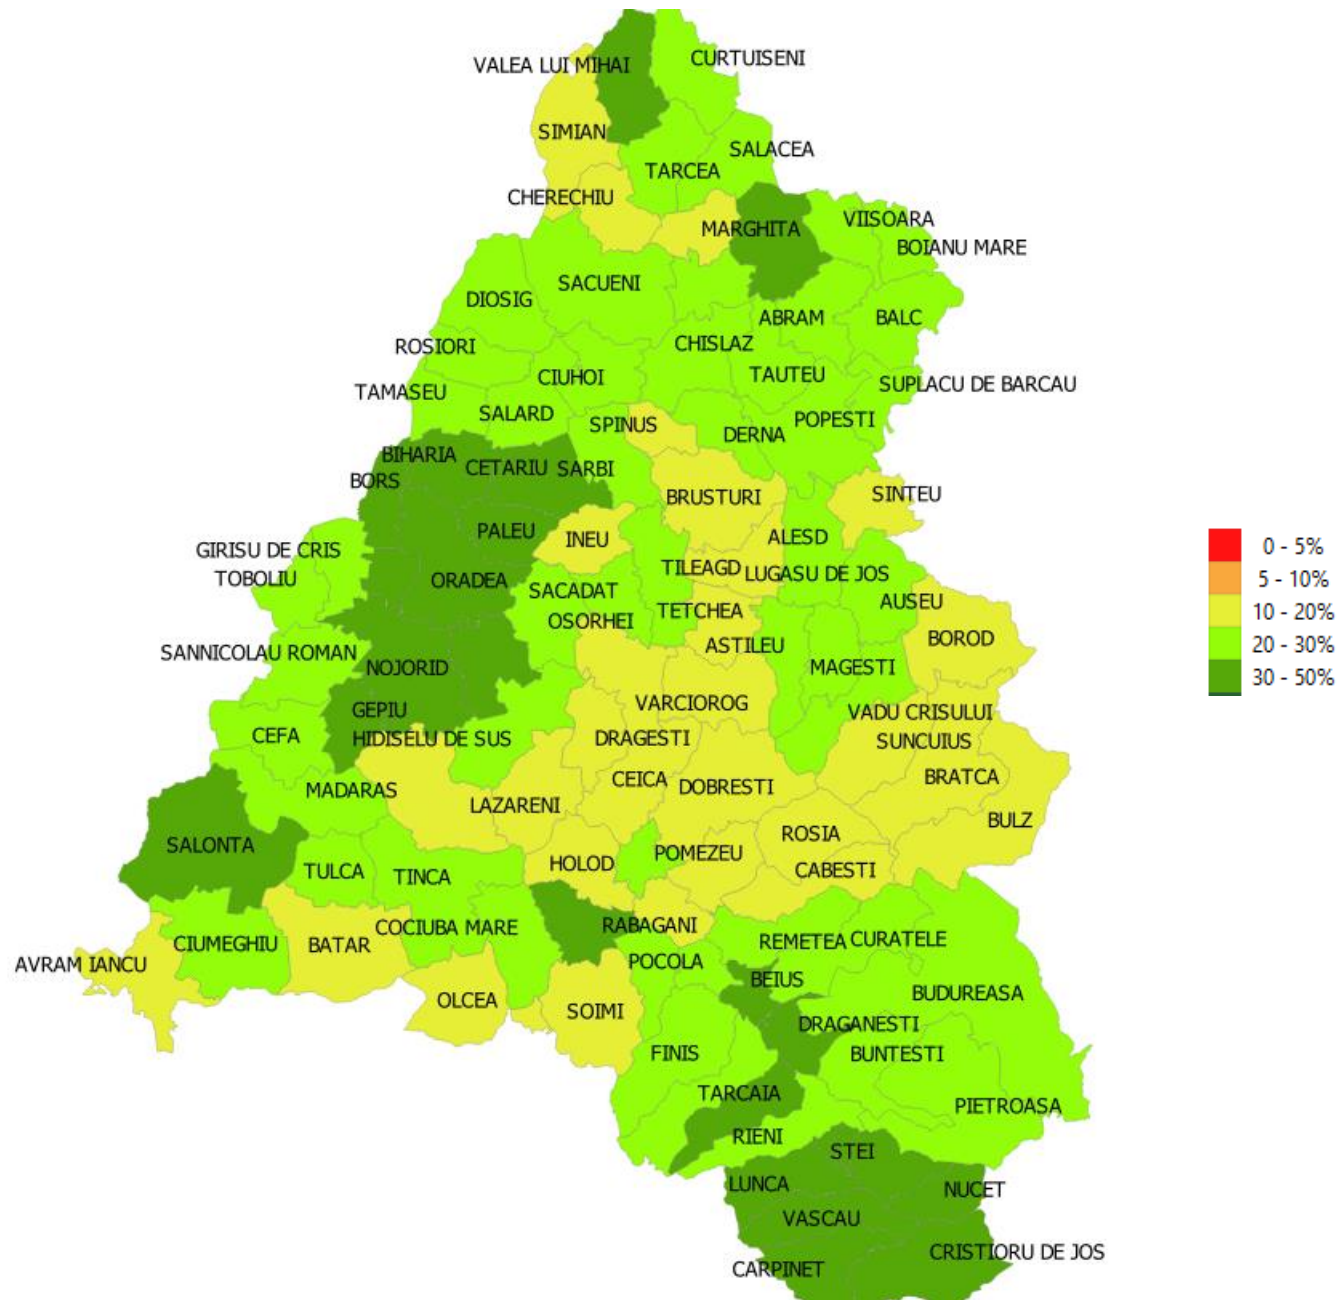 CURTUISENI
VALEA LUI MIHAI
SIMIAN
SALACEA
TARCEA
CHERECHIU
VIISOARA
MARGHITA
BOIANU MARE
SACUENI
DIOSIG
ABRAM
BALC
CHISLAZ
ROSIORI
TAUTEU
CIUHOI
SUPLACU DE BARCAU
TAMASEU
SALARD
POPESTI
SPINUS
DERNA
BIHARIA
CETARIU
SARBI
BORS
SINTEU
BRUSTURI
PALEU
ALESD
INEU
GIRISU DE CRIS
0 - 5%
TILEAGD
LUGASU DE JOS
TOBOLIU
ORADEA
5 - 10%
SACADAT
AUSEU
TETCHEA
10 - 20%
OSORHEI
BOROD
ASTILEU
20 - 30%
SANNICOLAU ROMAN
NOJORID
MAGESTI
30 - 50%
VARCIOROG
GEPIU
VADU CRISULUI
CEFA
HIDISELU DE SUS
DRAGESTI
SUNCUIUS
BRATCA
CEICA
DOBRESTI
MADARAS
LAZARENI
BULZ
ROSIA
SALONTA
POMEZEU
HOLOD
TULCA
CABESTI
TINCA
RABAGANI
COCIUBA MARE
CIUMEGHIU
BATAR
REMETEA
CURATELE
AVRAM IANCU
POCOLA
BEIUS
BUDUREASA
OLCEA
SOIMI
DRAGANESTI
FINIS
BUNTESTI
TARCAIA
PIETROASA
RIENI
STEI
LUNCA
NUCET
VASCAU
CRISTIORU DE JOS
CARPINET